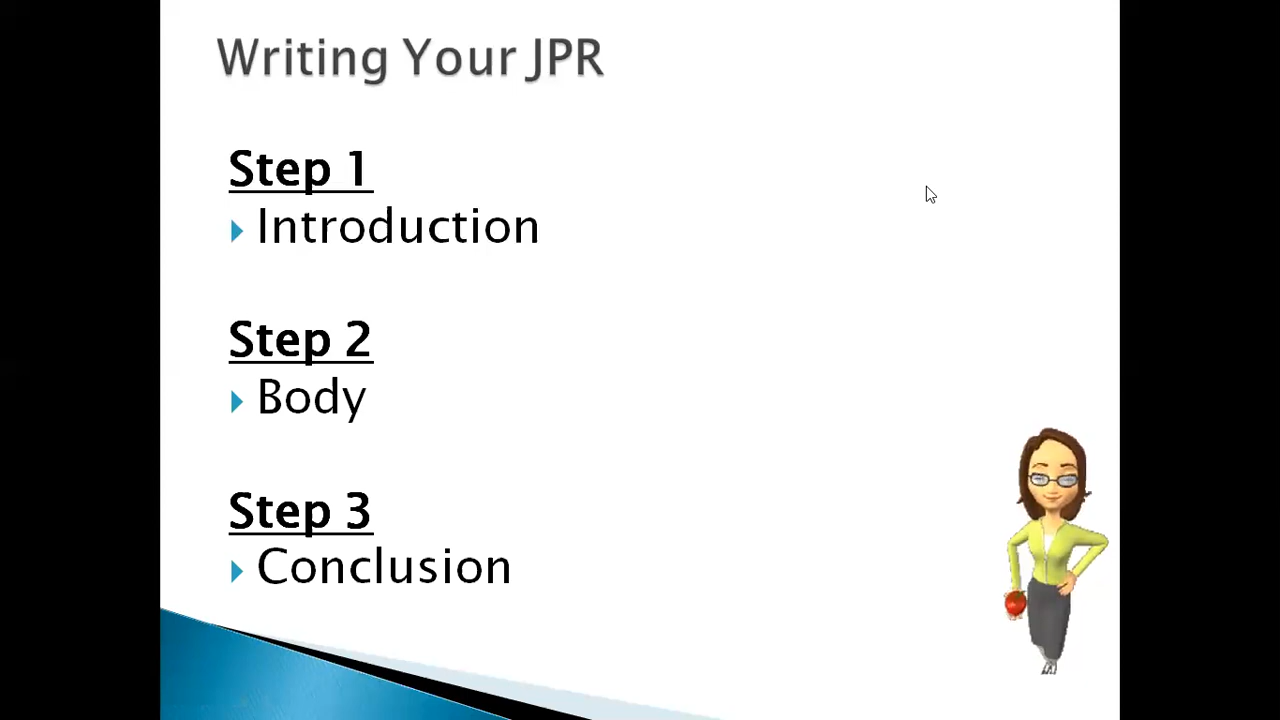 Writing Your JPR
Step 1
Introduction
Step 2
Body
Step 3
Conclusion